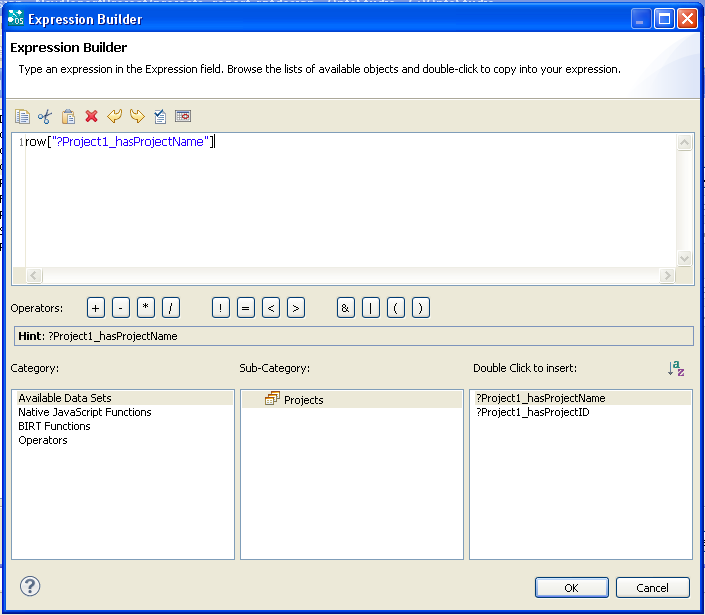 Expression Builder
Expression Builder
Type an expression in the Expression field. Browse the lists of available objects and double-click to copy into your expression.
1row["?Project1_hasProjectName"]
Operators: + - * / ! = < > & | ( )
Hint: ?Project1_hasProjectName
Category: Sub-Category: Double Click to insert:
Available Data Sets Projects ?Project1_hasProjectName
Native JavaScript Functions ?Project1_hasProjectID
BIRT Functions
Operators
OK Cancel